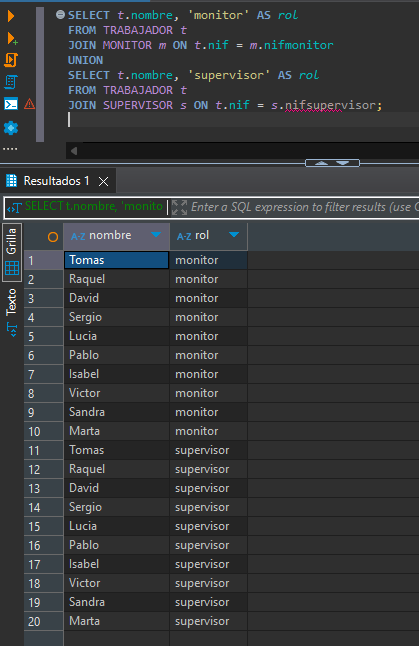 SELECT t.nombre, 'monitor' AS rol
FROM TRABAJADOR t
JOIN MONITOR m ON t.nif = m.nifmonitor
UNION
SELECT t.nombre, 'supervisor' AS rol
FROM TRABAJADOR t
JOIN SUPERVISOR s ON t.nif = s.nifsupervisor;
Resultados 1
SELECT t.nombre, 'monito Enter a SQL expression to filter results (use C
Grilla
Texto
A-Z nombre A-Z rol
1 Tomas monitor
2 Raquel monitor
3 David monitor
4 Sergio monitor
5 Lucia monitor
6 Pablo monitor
7 Isabel monitor
8 Victor monitor
9 Sandra monitor
10 Marta monitor
11 Tomas supervisor
12 Raquel supervisor
13 David supervisor
14 Sergio supervisor
15 Lucia supervisor
16 Pablo supervisor
17 Isabel supervisor
18 Victor supervisor
19 Sandra supervisor
20 Marta supervisor